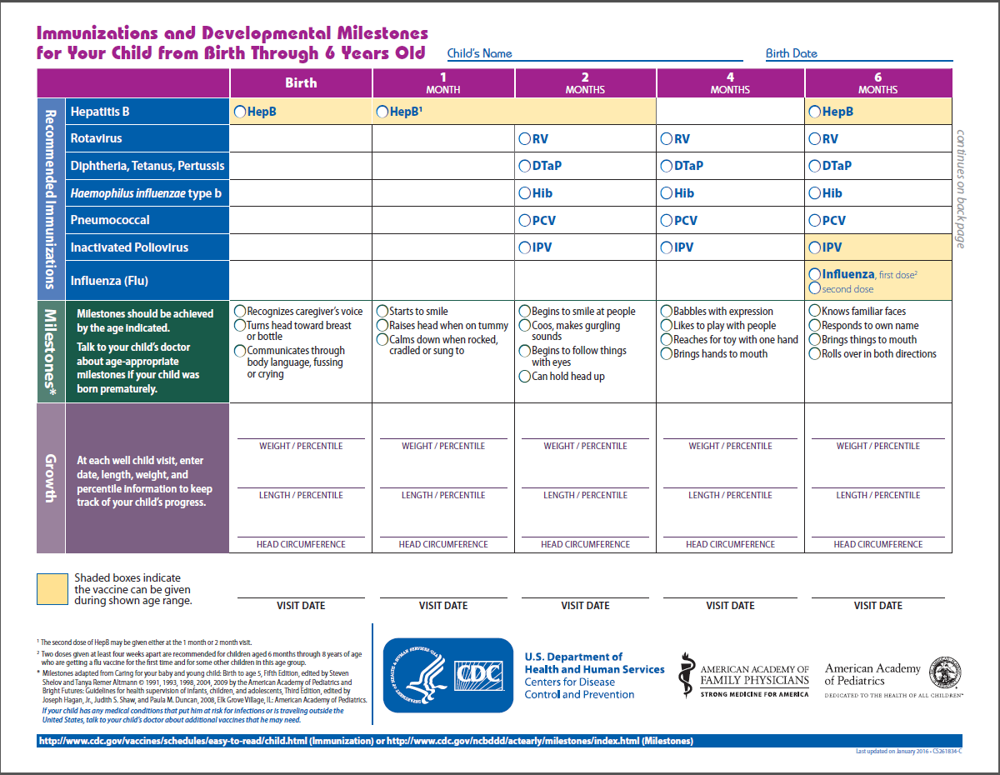 Immunizations and Developmental Milestones
for Your Child from Birth Through 6 Years Old
Child's Name
Birth Date
Birth
1
MONTH
2
MONTHS
4
MONTHS
6
MONTHS
Recommended Immunizations
Hepatitis B
HepB
HepB¹
HepB
Rotavirus
RV
RV
RV
Diphtheria, Tetanus, Pertussis
DTaP
DTaP
DTaP
Haemophilus influenzae type b
Hib
Hib
Hib
Pneumococcal
PCV
PCV
PCV
Inactivated Poliovirus
IPV
IPV
IPV
Influenza (Flu)
Influenza, first dose²
second dose
continues on back page
Milestones*
Milestones should be achieved
by the age indicated.
Talk to your child's doctor
about age-appropriate
milestones if your child was
born prematurely.
Recognizes caregiver's voice
Turns head toward breast
or bottle
Communicates through
body language, fussing
or crying
Starts to smile
Raises head when on tummy
Calms down when rocked,
cradled or sung to
Begins to smile at people
Coos, makes gurgling
sounds
Begins to follow things
with eyes
Can hold head up
Babbles with expression
Likes to play with people
Reaches for toy with one hand
Brings hands to mouth
Knows familiar faces
Responds to own name
Brings things to mouth
Rolls over in both directions
Growth
At each well child visit, enter
date, length, weight, and
percentile information to keep
track of your child's progress.
WEIGHT / PERCENTILE
WEIGHT / PERCENTILE
WEIGHT / PERCENTILE
WEIGHT / PERCENTILE
WEIGHT / PERCENTILE
LENGTH / PERCENTILE
LENGTH / PERCENTILE
LENGTH / PERCENTILE
LENGTH / PERCENTILE
LENGTH / PERCENTILE
HEAD CIRCUMFERENCE
HEAD CIRCUMFERENCE
HEAD CIRCUMFERENCE
HEAD CIRCUMFERENCE
HEAD CIRCUMFERENCE
Shaded boxes indicate
the vaccine can be given
during shown age range.
VISIT DATE
VISIT DATE
VISIT DATE
VISIT DATE
VISIT DATE
¹ The second dose of HepB may be given either at the 1 month or 2 month visit.
² Two doses given at least four weeks apart are recommended for children aged 6 months through 8 years of age
who are getting a flu vaccine for the first time and for some other children in this age group.
* Milestones adapted from Caring for your baby and young child: Birth to age 5, Fifth Edition, edited by Steven
Shelov and Tanya Remer Altmann © 1991, 1993, 1998, 2004, 2009 by the American Academy of Pediatrics and
Bright Futures: Guidelines for health supervision of infants, children, and adolescents, Third Edition, edited by
Joseph Hagan, Jr., Judith S. Shaw, and Paula M. Duncan, 2008, Elk Grove Village, IL: American Academy of Pediatrics.
If your child has any medical conditions that put him at risk for infections or is traveling outside the
United States, talk to your child's doctor about additional vaccines that he may need.
CDC
U.S. Department of
Health and Human Services
Centers for Disease
Control and Prevention
AMERICAN ACADEMY OF
FAMILY PHYSICIANS
STRONG MEDICINE FOR AMERICA
American Academy
of Pediatrics
DEDICATED TO THE HEALTH OF ALL CHILDREN™
http://www.cdc.gov/vaccines/schedules/easy-to-read/child.html (Immunization) or http://www.cdc.gov/ncbddd/actearly/milestones/index.html (Milestones)
Last updated on January 2016 • CS261834-C